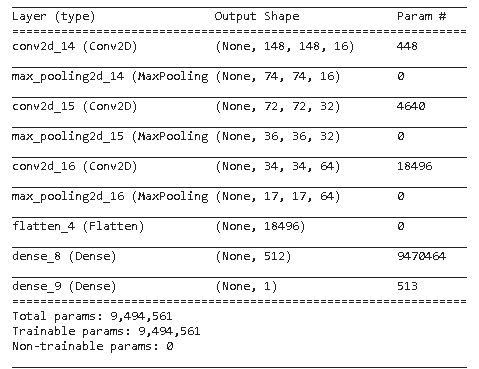 Layer (type)                 Output Shape              Param #
=================================================================
conv2d_14 (Conv2D)           (None, 148, 148, 16)      448
max_pooling2d_14 (MaxPooling (None, 74, 74, 16)        0
conv2d_15 (Conv2D)           (None, 72, 72, 32)        4640
max_pooling2d_15 (MaxPooling (None, 36, 36, 32)        0
conv2d_16 (Conv2D)           (None, 34, 34, 64)        18496
max_pooling2d_16 (MaxPooling (None, 17, 17, 64)        0
flatten_4 (Flatten)          (None, 18496)             0
dense_8 (Dense)              (None, 512)               9470464
dense_9 (Dense)              (None, 1)                 513
=================================================================
Total params: 9,494,561
Trainable params: 9,494,561
Non-trainable params: 0